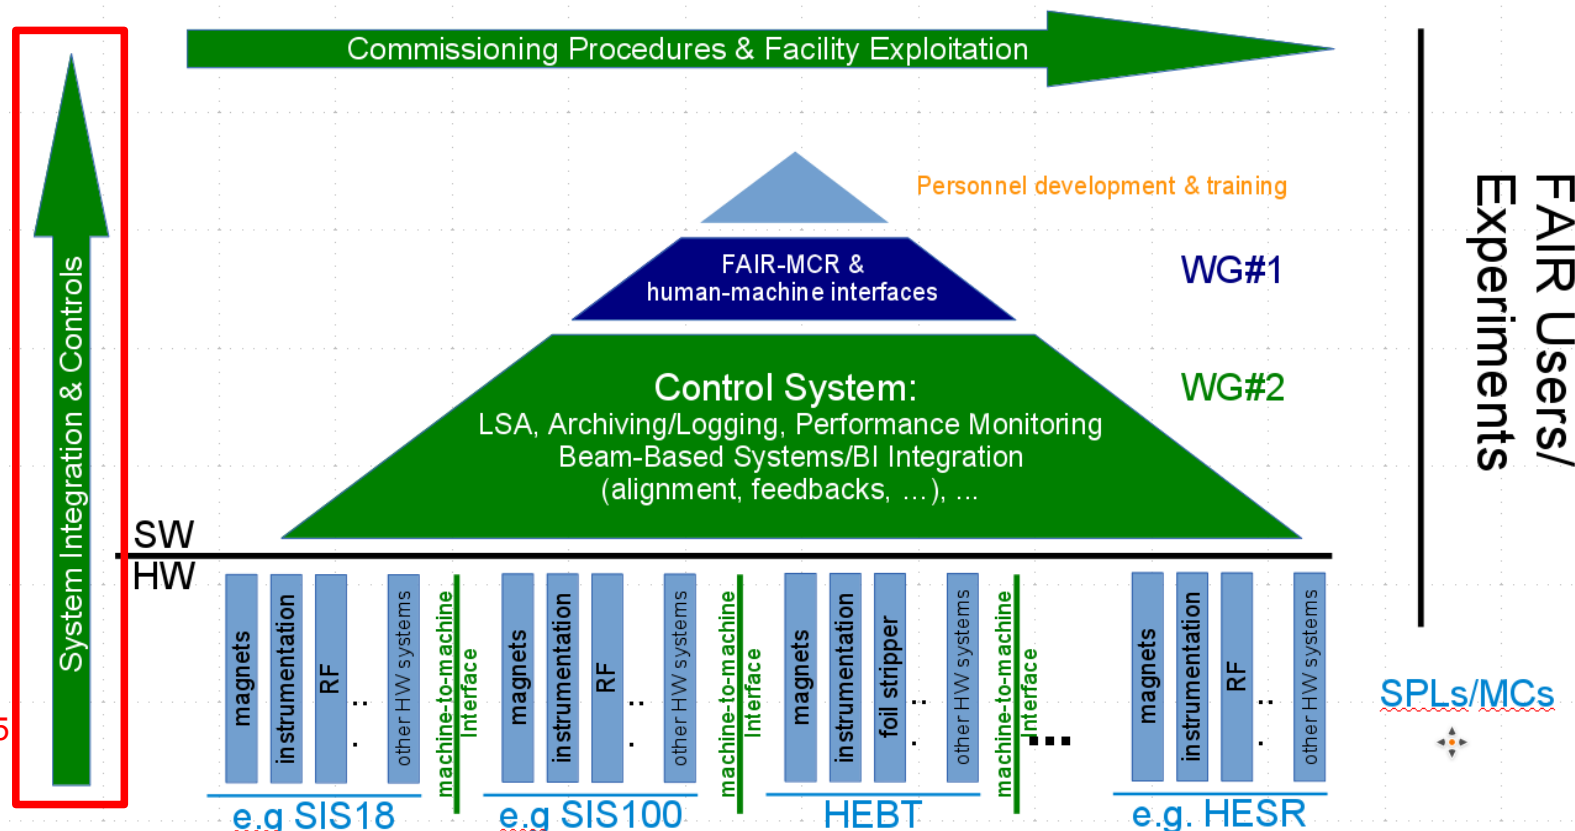 Commissioning Procedures & Facility Exploitation
System Integration & Controls
Personnel development & training
FAIR-MCR &
human-machine interfaces
WG#1
Control System:
LSA, Archiving/Logging, Performance Monitoring
Beam-Based Systems/BI Integration
(alignment, feedbacks, …), ...
WG#2
FAIR Users/
Experiments
SW
HW
magnets
instrumentation
RF
...
other HW systems
machine-to-machine
Interface
magnets
instrumentation
RF
...
other HW systems
machine-to-machine
Interface
magnets
instrumentation
foil stripper
...
other HW systems
machine-to-machine
Interface
...
magnets
instrumentation
RF
...
other HW systems
SPLs/MCs
5
e.g SIS18
e.g SIS100
HEBT
e.g. HESR